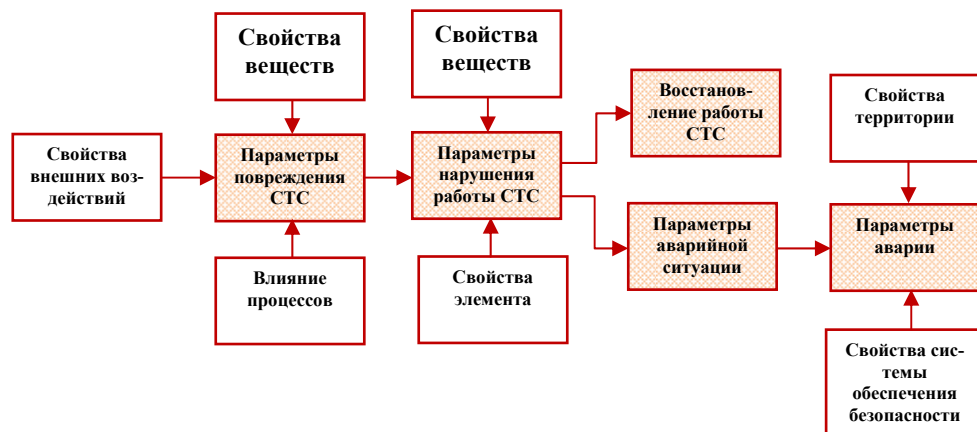 Свойства
веществ
Свойства
веществ
Восстанов-
ление работы
СТС
Свойства
территории
Свойства
внешних воз-
действий
Параметры
повреждения
СТС
Параметры
нарушения
работы СТС
Параметры
аварийной
ситуации
Параметры
аварии
Влияние
процессов
Свойства
элемента
Свойства сис-
темы
обеспечения
безопасности